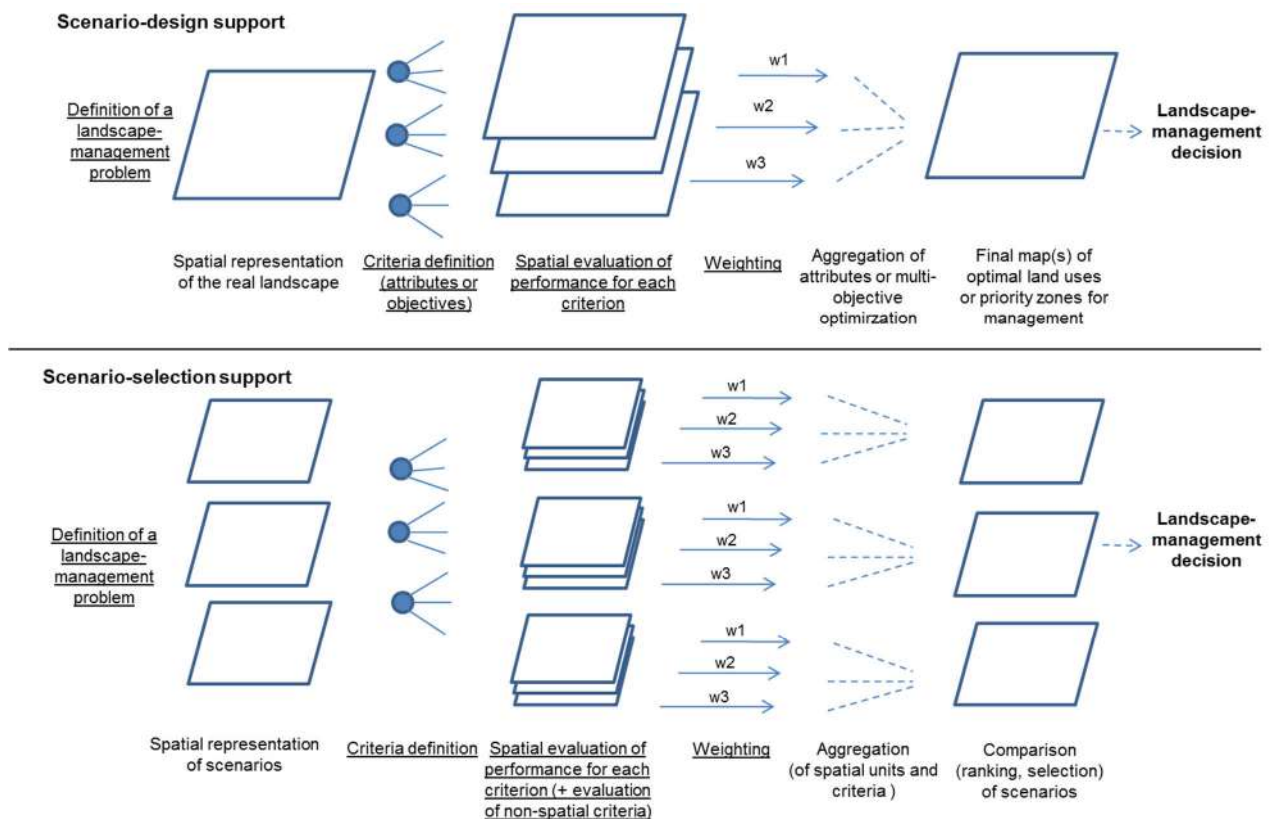 Scenario-design support
Definition of a
landscape-
management
problem
w1
w2
w3
Landscape-
management
decision
Spatial representation
of the real landscape
Criteria definition
(attributes or
objectives)
Spatial evaluation of
performance for each
criterion
Weighting
Aggregation of
attributes or multi-
objective
optimirzation
Final map(s) of
optimal land uses
or priority zones for
management
Scenario-selection support
Definition of a
landscape-
management
problem
w1
w2
w3
w1
w2
w3
w1
w2
w3
Landscape-
management
decision
Spatial representation
of scenarios
Criteria definition
Spatial evaluation of
performance for each
criterion (+ evaluation
of non-spatial criteria)
Weighting
Aggregation
(of spatial units and
criteria )
Comparison
(ranking, selection)
of scenarios